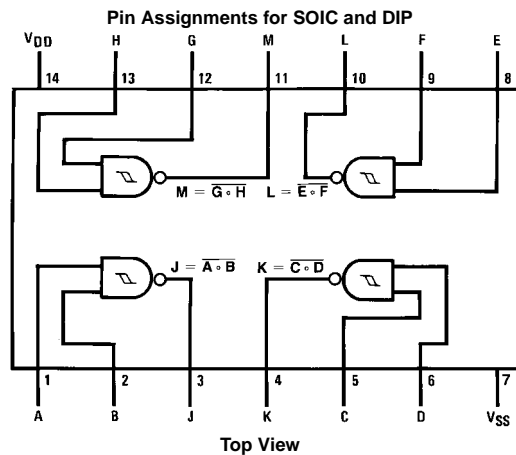 Pin Assignments for SOIC and DIP
VDD H G M L F E
14 13 12 11 10 9 8
M = G∘H L = E∘F
J = A∘B K = C∘D
1 2 3 4 5 6 7
A B J K C D VSS
Top View